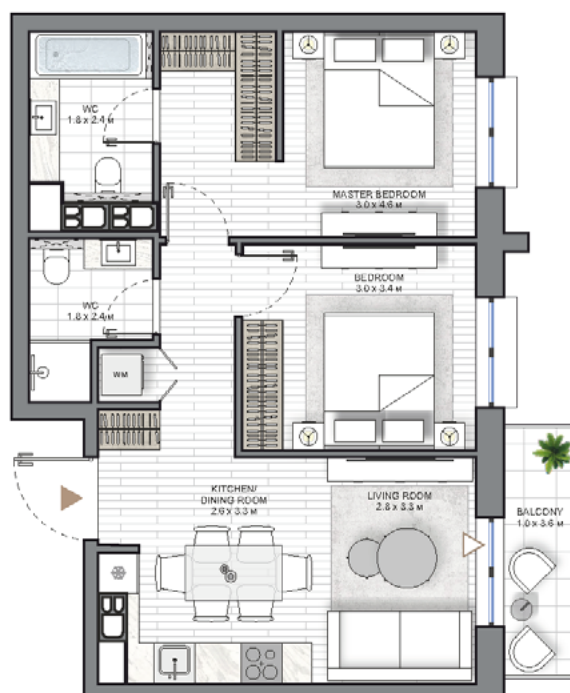 WC
1.8 x 2.4 м
MASTER BEDROOM
3.0 x 4.6 м
BEDROOM
3.0 x 3.4 м
WC
1.8 x 2.4 м
WM
KITCHEN/
DINING ROOM
2.6 x 3.3 м
LIVING ROOM
2.8 x 3.3 м
BALCONY
1.0 x 3.6 м